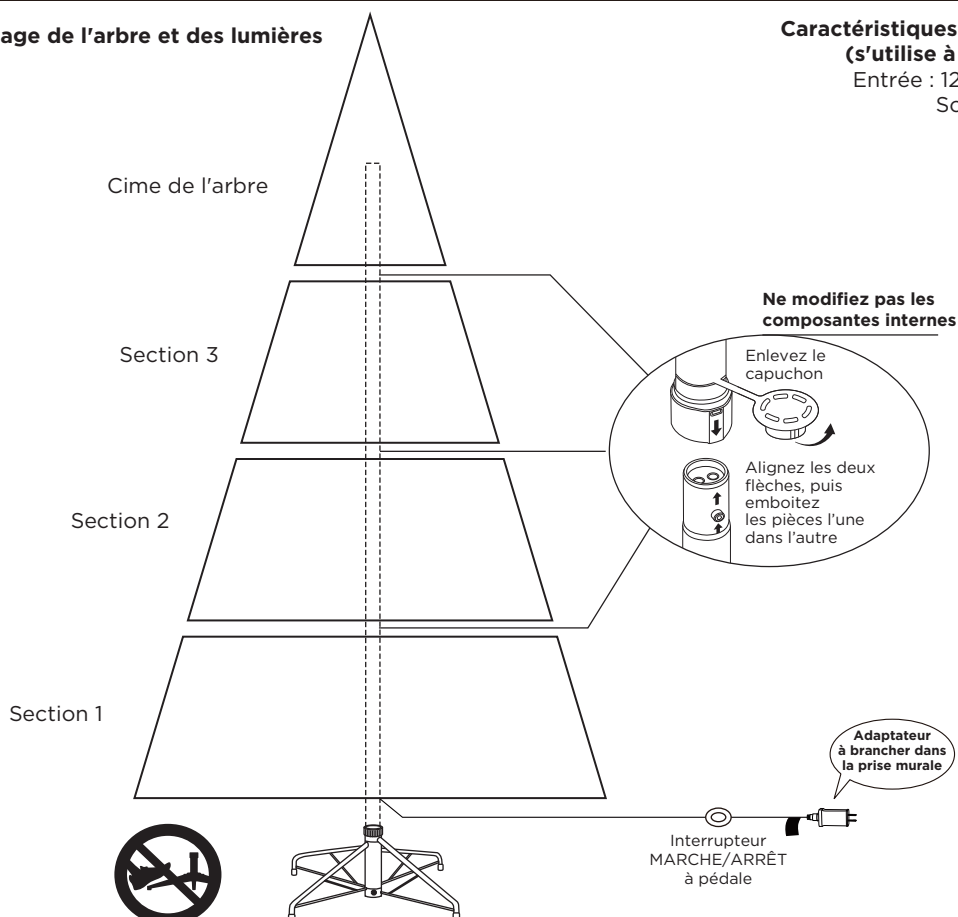 age de l'arbre et des lumières
Caractéristiques
(s'utilise à
Entrée : 12
So
Cime de l'arbre
Ne modifiez pas les
composantes internes
Enlevez le
capuchon
Section 3
Alignez les deux
flèches, puis
emboitez
les pièces l'une
dans l'autre
Section 2
Section 1
Adaptateur
à brancher dans
la prise murale
Interrupteur
MARCHE/ARRÊT
à pédale